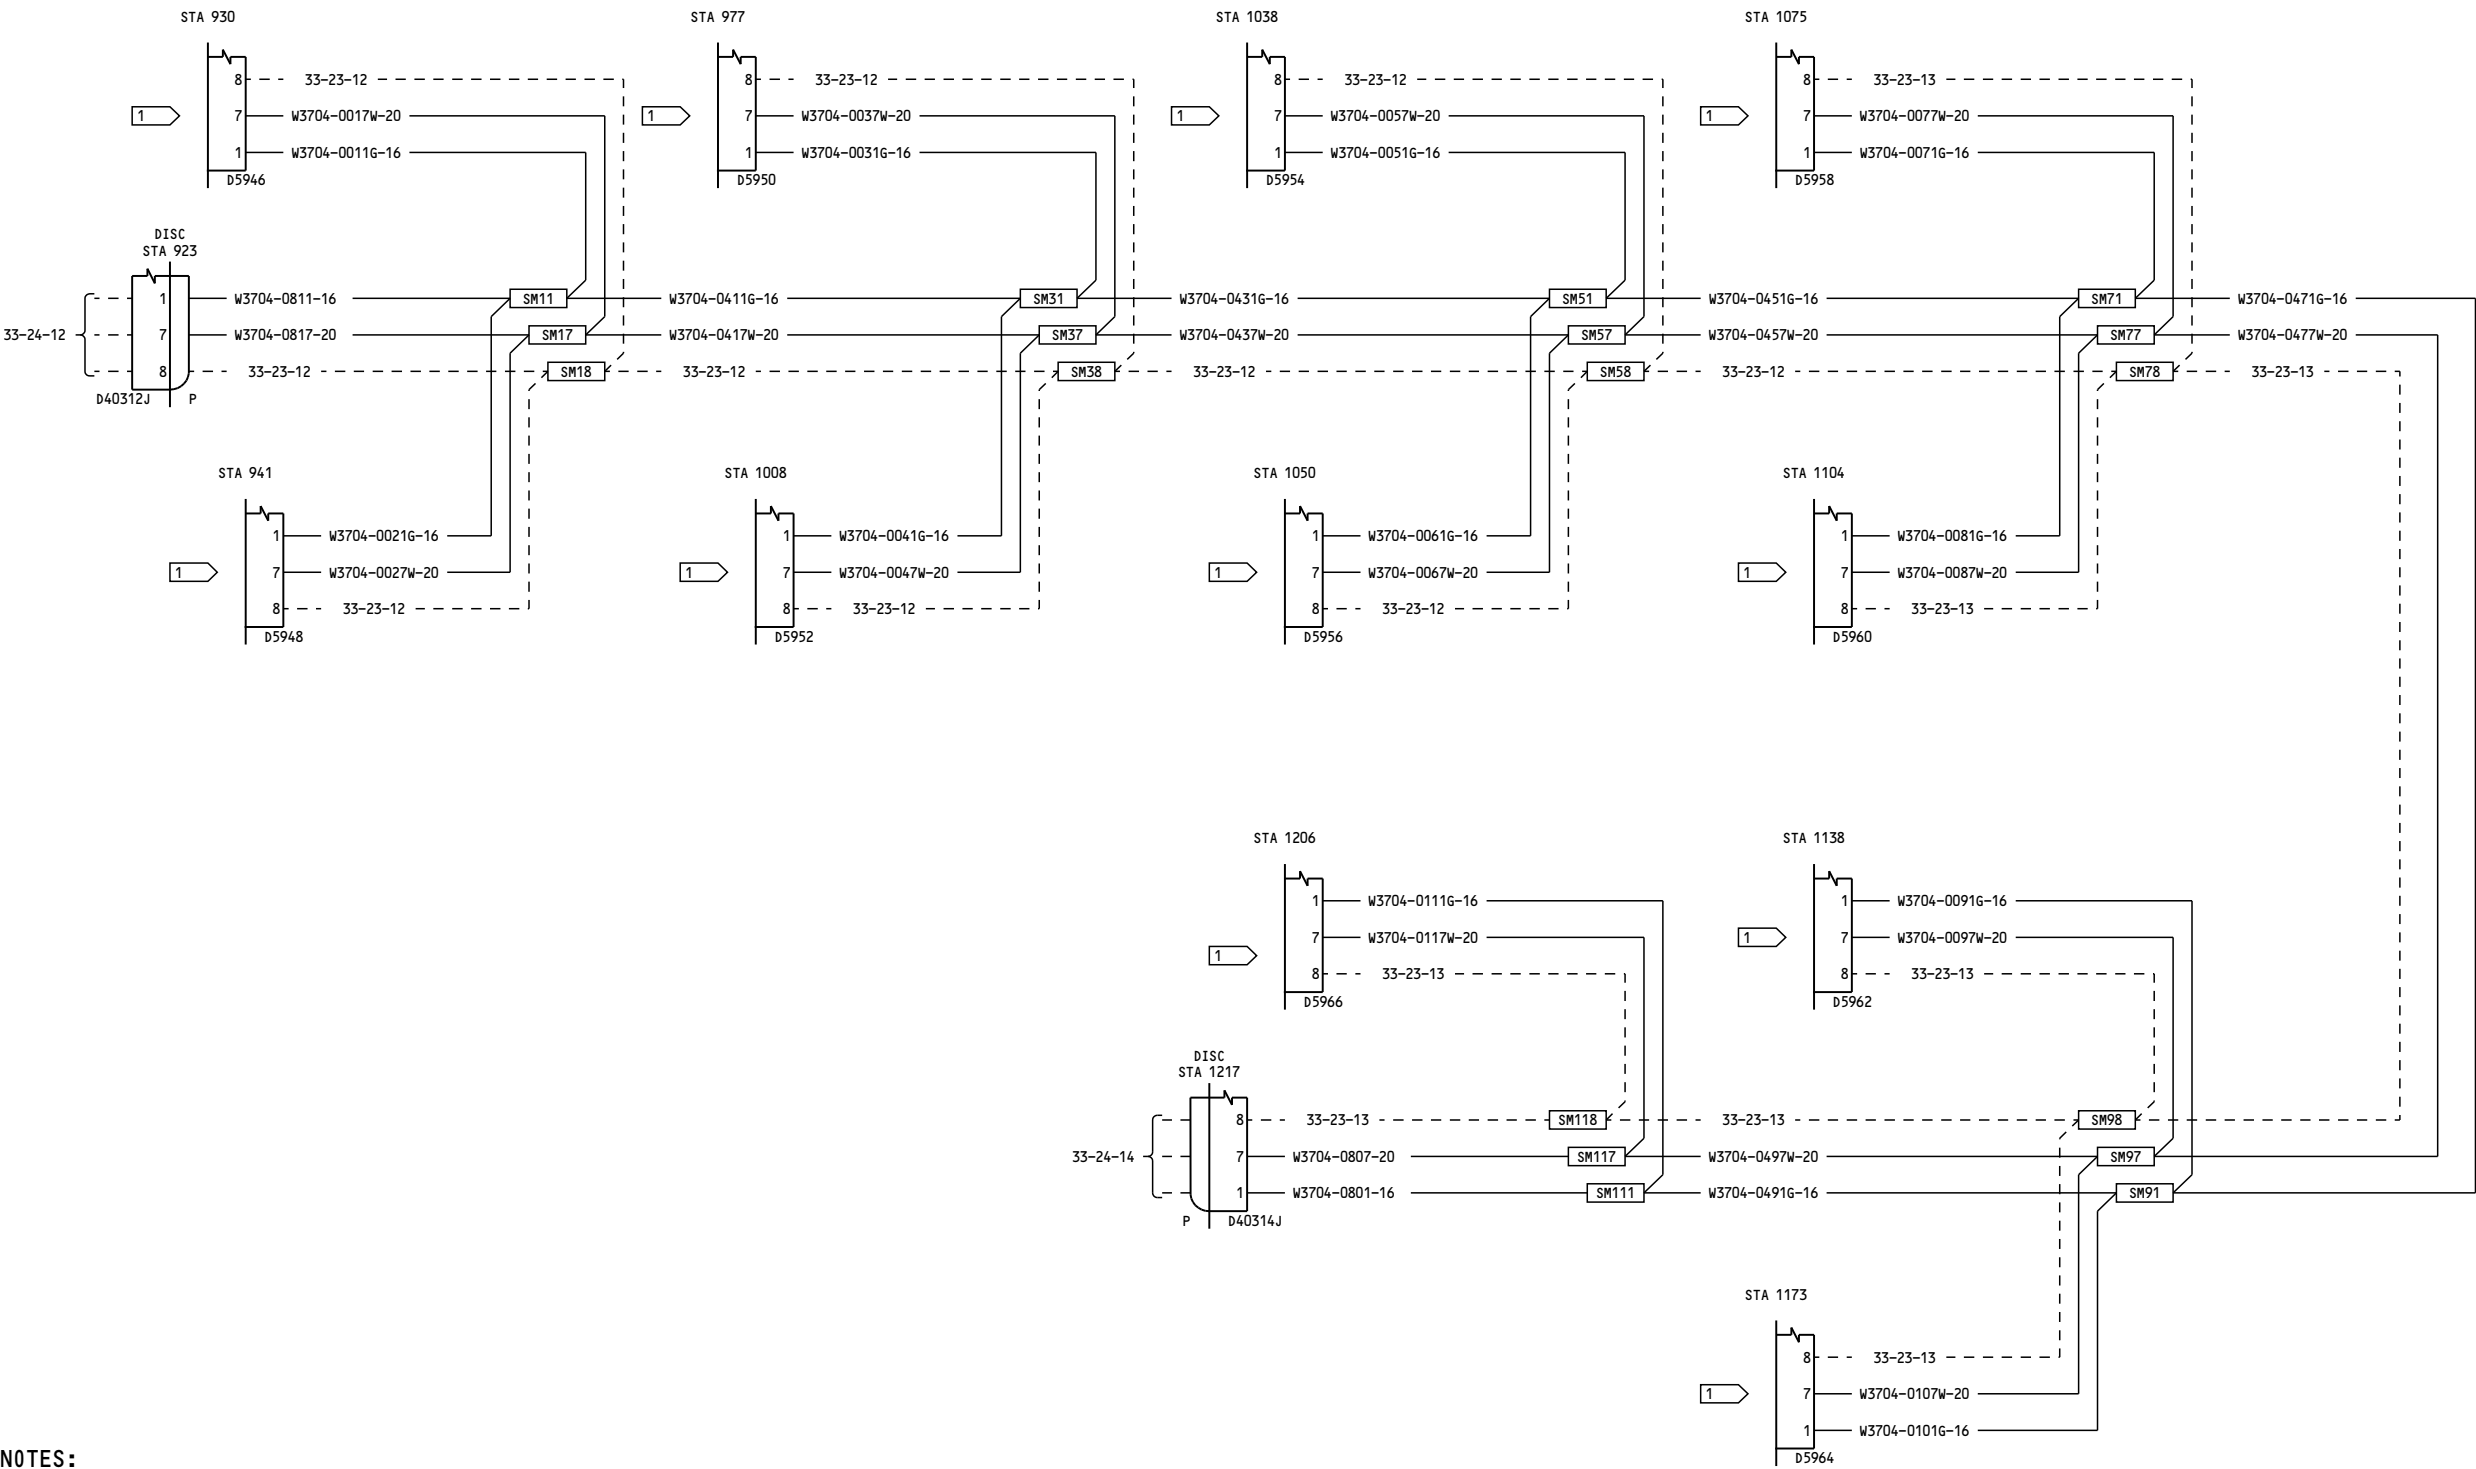 STA 930 STA 977 STA 1038 STA 1075
8 33-23-12 8 33-23-12 8 33-23-12 8 33-23-13
1 7 W3704-0017W-20 1 7 W3704-0037W-20 1 7 W3704-0057W-20 1 7 W3704-0077W-20
1 W3704-0011G-16 1 W3704-0031G-16 1 W3704-0051G-16 1 W3704-0071G-16
D5946 D5950 D5954 D5958
DISC
STA 923
1 W3704-0811-16 SM11 W3704-0411G-16 SM31 W3704-0431G-16 SM51 W3704-0451G-16 SM71 W3704-0471G-16
33-24-12 7 W3704-0817-20 SM17 W3704-0417W-20 SM37 W3704-0437W-20 SM57 W3704-0457W-20 SM77 W3704-0477W-20
8 33-23-12 SM18 33-23-12 SM38 33-23-12 SM58 33-23-12 SM78 33-23-13
D40312J P
STA 941 STA 1008 STA 1050 STA 1104
1 W3704-0021G-16 1 W3704-0041G-16 1 W3704-0061G-16 1 W3704-0081G-16
1 7 W3704-0027W-20 1 7 W3704-0047W-20 1 7 W3704-0067W-20 1 7 W3704-0087W-20
8 33-23-12 8 33-23-12 8 33-23-12 8 33-23-13
D5948 D5952 D5956 D5960
STA 1206 STA 1138
1 W3704-0111G-16 1 W3704-0091G-16
7 W3704-0117W-20 1 7 W3704-0097W-20
1
8 33-23-13 8 33-23-13
D5966 D5962
DISC
STA 1217
8 33-23-13 SM118 33-23-13 SM98
33-24-14 7 W3704-0807-20 SM117 W3704-0497W-20 SM97
1 W3704-0801-16 SM111 W3704-0491G-16 SM91
P D40314J
STA 1173
8 33-23-13
1 7 W3704-0107W-20
1 W3704-0101G-16
D5964
NOTES: